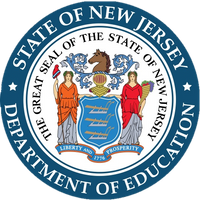 STATE OF NEW JERSEY
THE GREAT SEAL OF THE STATE OF NEW JERSEY
LIBERTY AND PROSPERITY
1776
DEPARTMENT OF EDUCATION